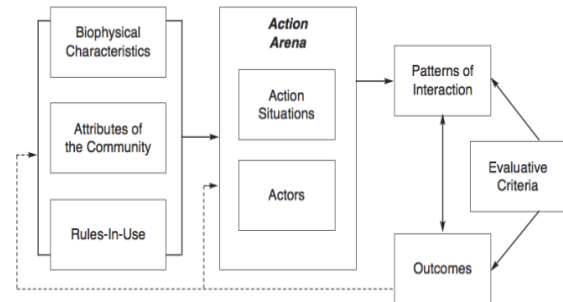 Biophysical
Characteristics
Attributes of
the Community
Rules-In-Use
Action
Arena
Action
Situations
Actors
Patterns of
Interaction
Outcomes
Evaluative
Criteria